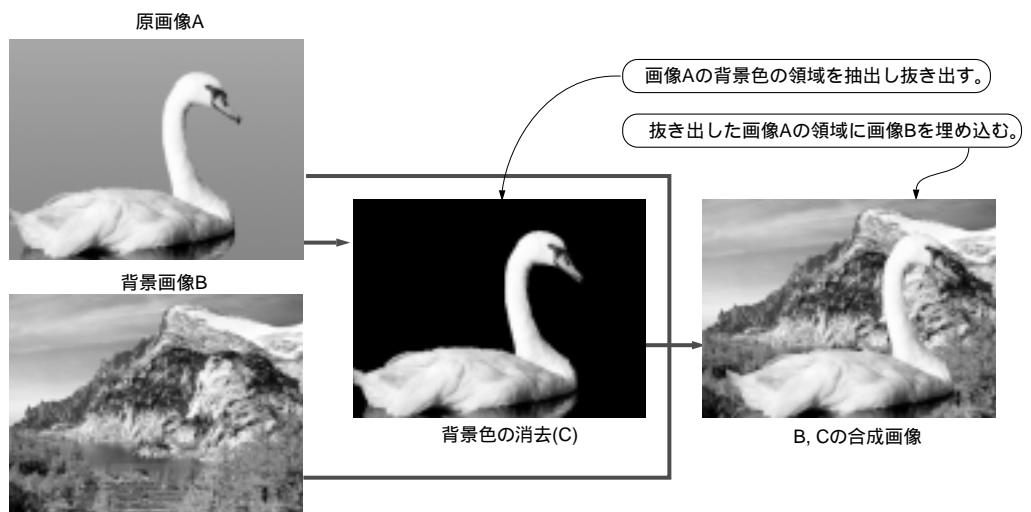 原画像A
画像Aの背景色の領域を抽出し抜き出す。
抜き出した画像Aの領域に画像Bを埋め込む。
背景画像B
背景色の消去(C)
B, Cの合成画像